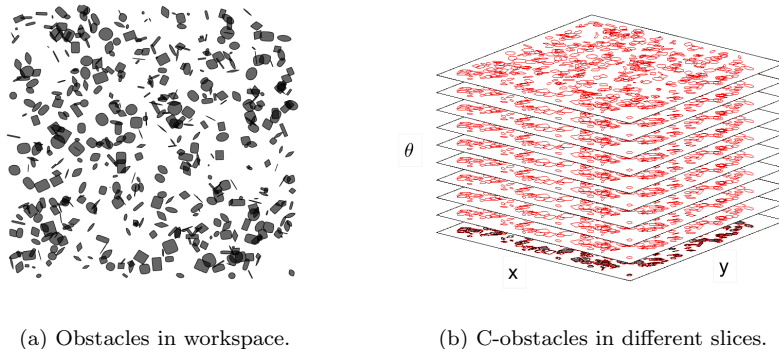 θ
x
y
(a) Obstacles in workspace.
(b) C-obstacles in different slices.